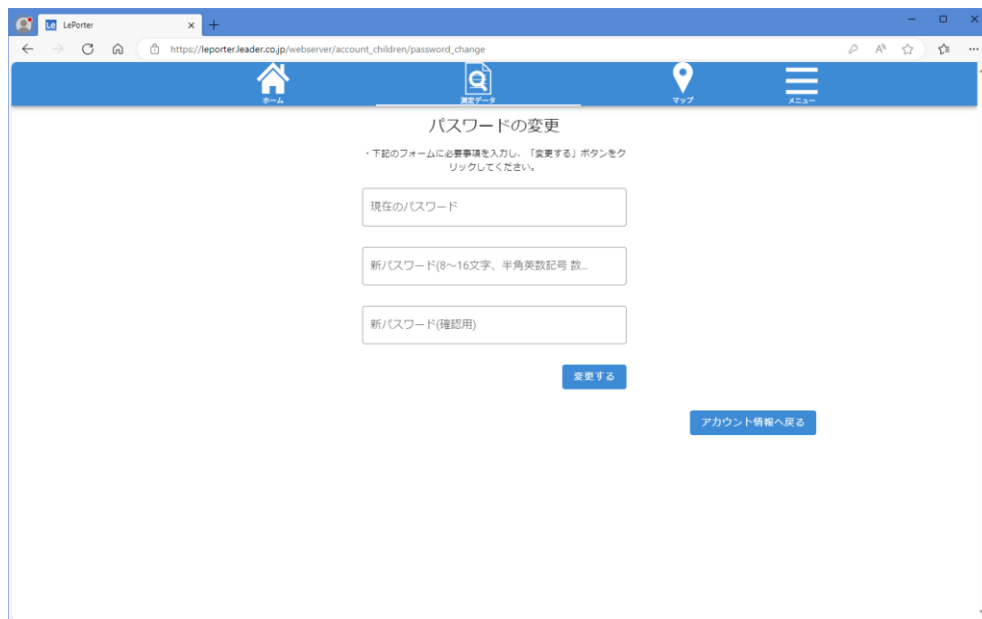 Le LePorter
https://leporter.leader.co.jp/webserver/account_children/password_change
ホーム
測定データ
マップ
メニュー
パスワードの変更
・下記のフォームに必要事項を入力し、「変更する」ボタンをク
リックしてください。
現在のパスワード
新パスワード(8～16文字、半角英数記号 数...
新パスワード(確認用)
変更する
アカウント情報へ戻る